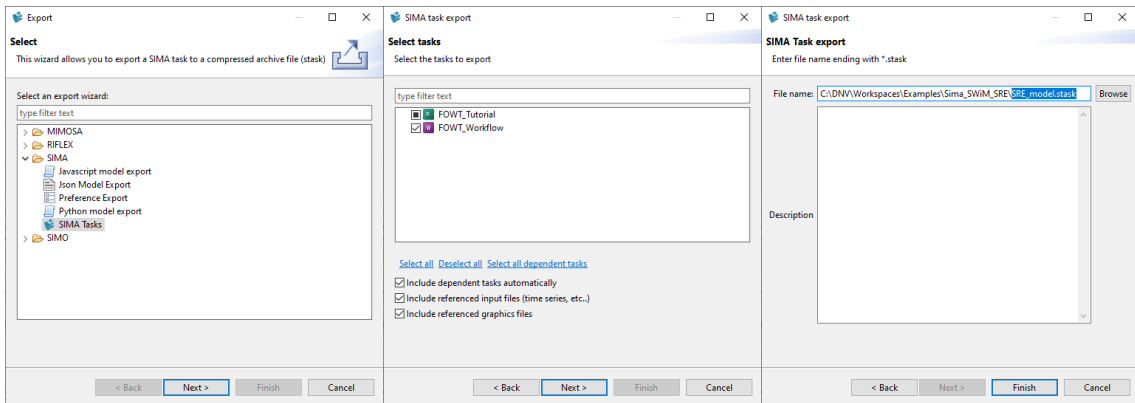 Export
Select
This wizard allows you to export a SIMA task to a compressed archive file (stask)
Select an export wizard:
type filter text
MIMOSA
RIFLEX
SIMA
Javascript model export
Json Model Export
Preference Export
Python model export
SIMA Tasks
SIMO
< Back Next > Finish Cancel
SIMA task export
Select tasks
Select the tasks to export
type filter text
R FOWT_Tutorial
W FOWT_Workflow
Select all Deselect all Select all dependent tasks
Include dependent tasks automatically
Include referenced input files (time series, etc..)
Include referenced graphics files
< Back Next > Finish Cancel
SIMA task export
SIMA Task export
Enter file name ending with *.stask
File name: C:\DNV\Workspaces\Examples\Sima_SWiM_SRE\SRE_model.stask Browse
Description
< Back Next > Finish Cancel